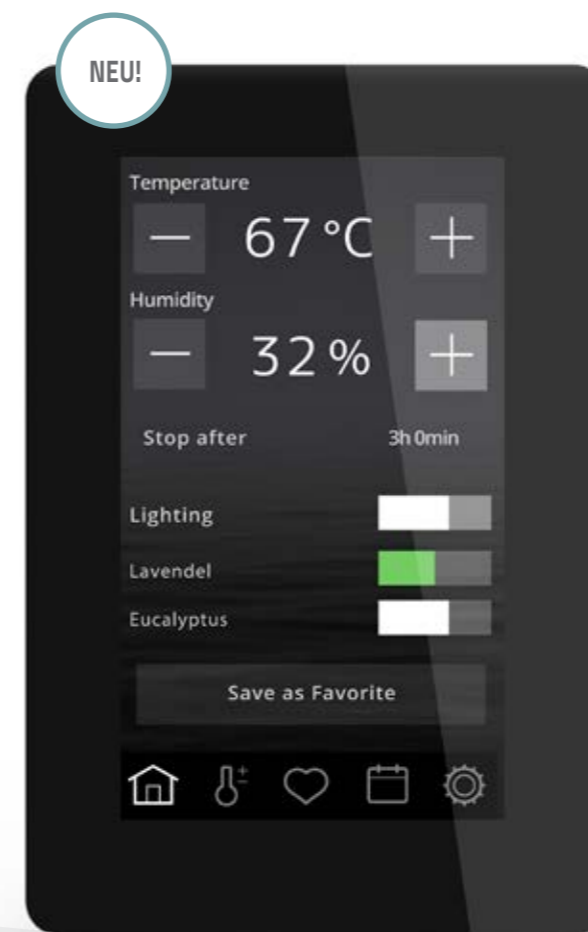 NEU!
Temperature
− 67 °C +
Humidity
− 32 % +
Stop after 3h 0min
Lighting
Lavendel
Eucalyptus
Save as Favorite